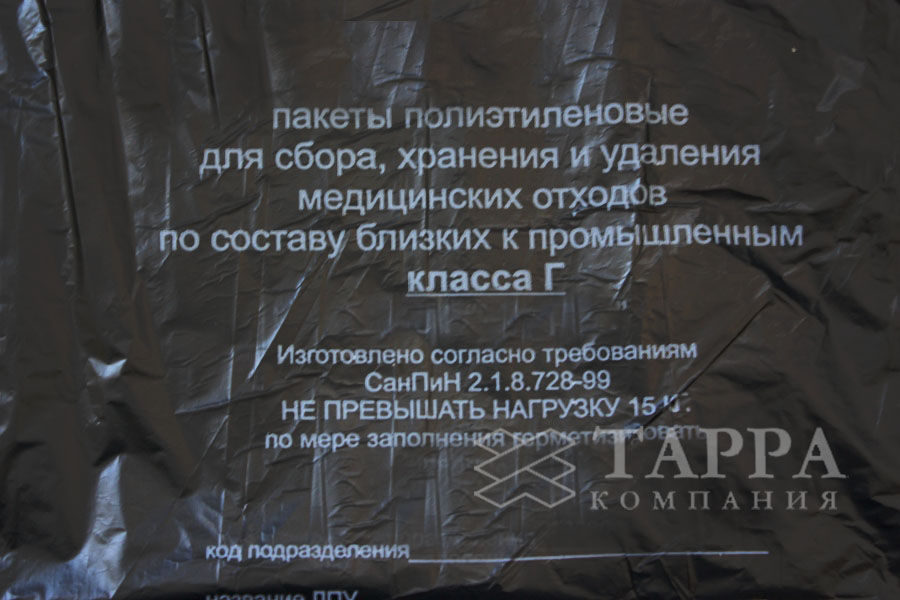 пакеты полиэтиленовые
для сбора, хранения и удаления
медицинских отходов
по составу близких к промышленным
класса Г
Изготовлено согласно требованиям
СанПиН 2.1.8.728-99
НЕ ПРЕВЫШАТЬ НАГРУЗКУ 15
по мере заполнения герметизировать
ТАРРА
КОМПАНИЯ
код подразделения
название ЛПУ